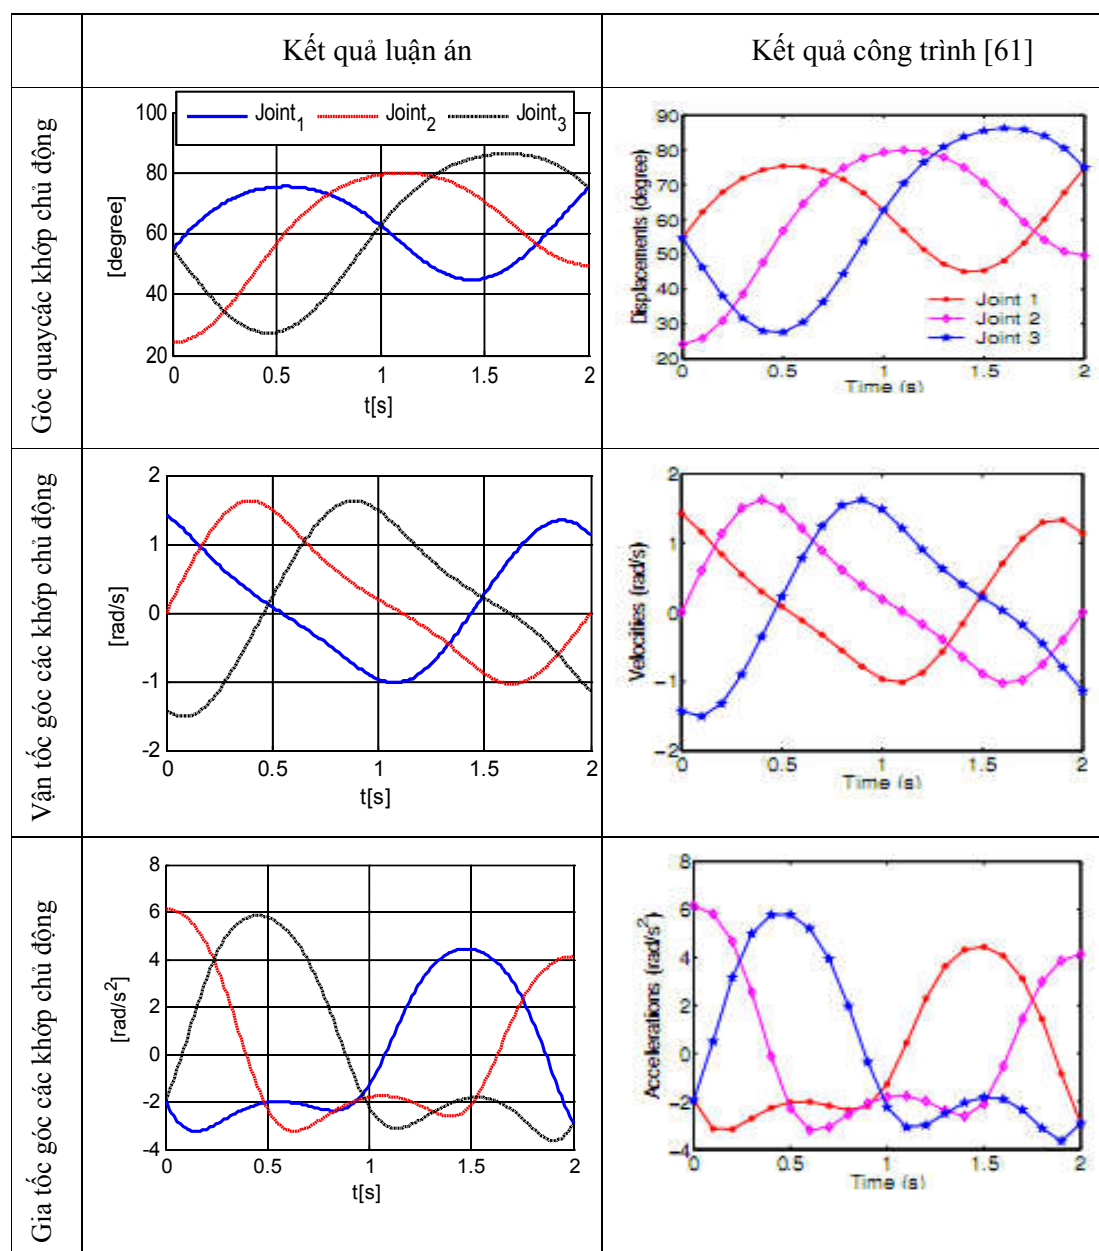 Kết quả luận án
Kết quả công trình [61]
Góc quaycác khớp chủ động
[degree]
100
80
60
40
20
Joint1
Joint2
Joint3
0 0.5 1 1.5 2
t[s]
Displacements (degree)
90
80
70
60
50
40
30
20
Joint 1
Joint 2
Joint 3
0 0.5 1 1.5 2
Time (s)
Vận tốc góc các khớp chủ động
[rad/s]
2
1
0
-1
-2
0 0.5 1 1.5 2
t[s]
Velocities (rad/s)
2
1
0
−1
−2
0 0.5 1 1.5 2
Time (s)
Gia tốc góc các khớp chủ động
[rad/s²]
8
6
4
2
0
-2
-4
0 0.5 1 1.5 2
t[s]
Accelerations (rad/s²)
8
6
4
2
0
−2
−4
0 0.5 1 1.5 2
Time (s)